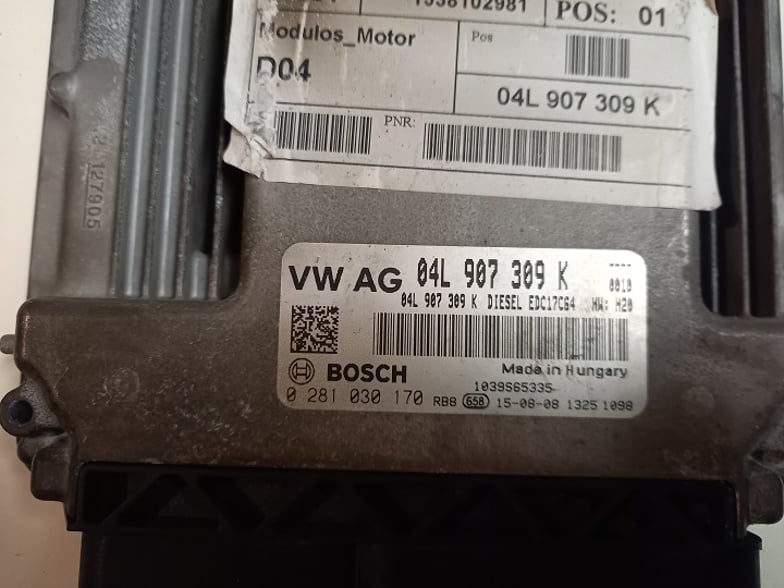 1538102981
POS: 01
Modulos_Motor
Pos
D04
04L 907 309 K
PNR:
127905
VW AG 04L 907 309 K
0010
04L 907 309 K DIESEL EDC17C64 HW: H20
BOSCH
Made in Hungary
1039S65335
0 281 030 170 RB8 658 15-08-08 1325 1098